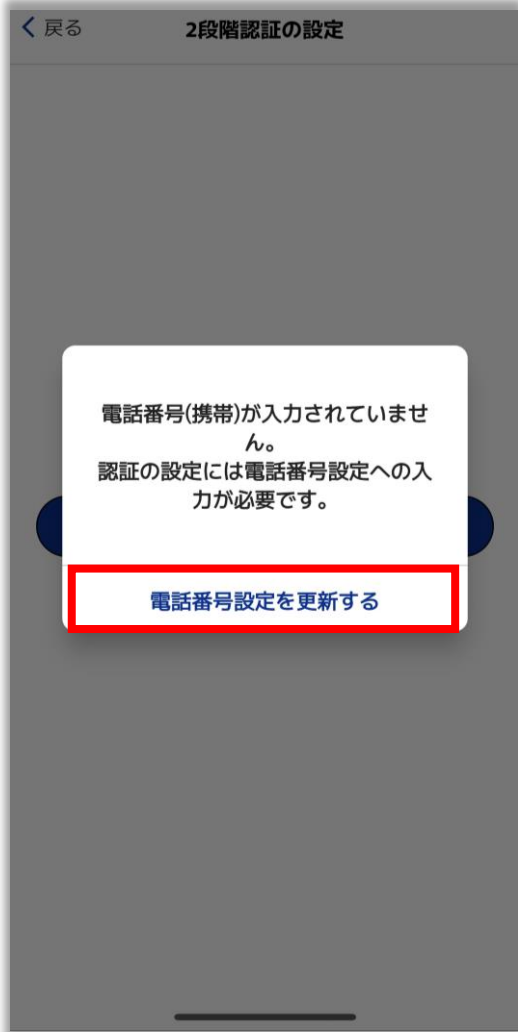 戻る
2段階認証の設定
電話番号(携帯)が入力されていませ
ん。
認証の設定には電話番号設定への入
力が必要です。
電話番号設定を更新する